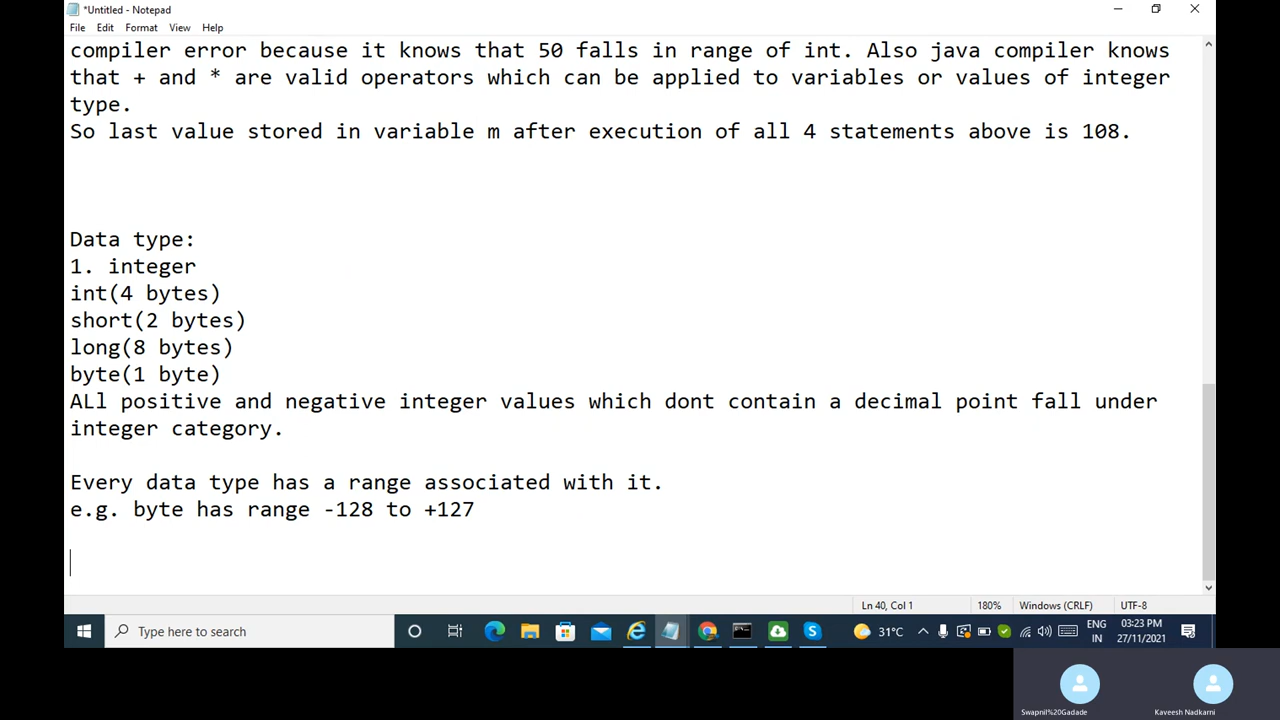 *Untitled - Notepad
File Edit Format View Help
compiler error because it knows that 50 falls in range of int. Also java compiler knows
that + and * are valid operators which can be applied to variables or values of integer
type.
So last value stored in variable m after execution of all 4 statements above is 108.
Data type:
1. integer
int(4 bytes)
short(2 bytes)
long(8 bytes)
byte(1 byte)
ALl positive and negative integer values which dont contain a decimal point fall under
integer category.
Every data type has a range associated with it.
e.g. byte has range -128 to +127
Ln 40, Col 1 180% Windows (CRLF) UTF-8
Type here to search 31°C ENG IN 03:23 PM 27/11/2021
Swapnil%20Gadade Kaveesh Nadkarni